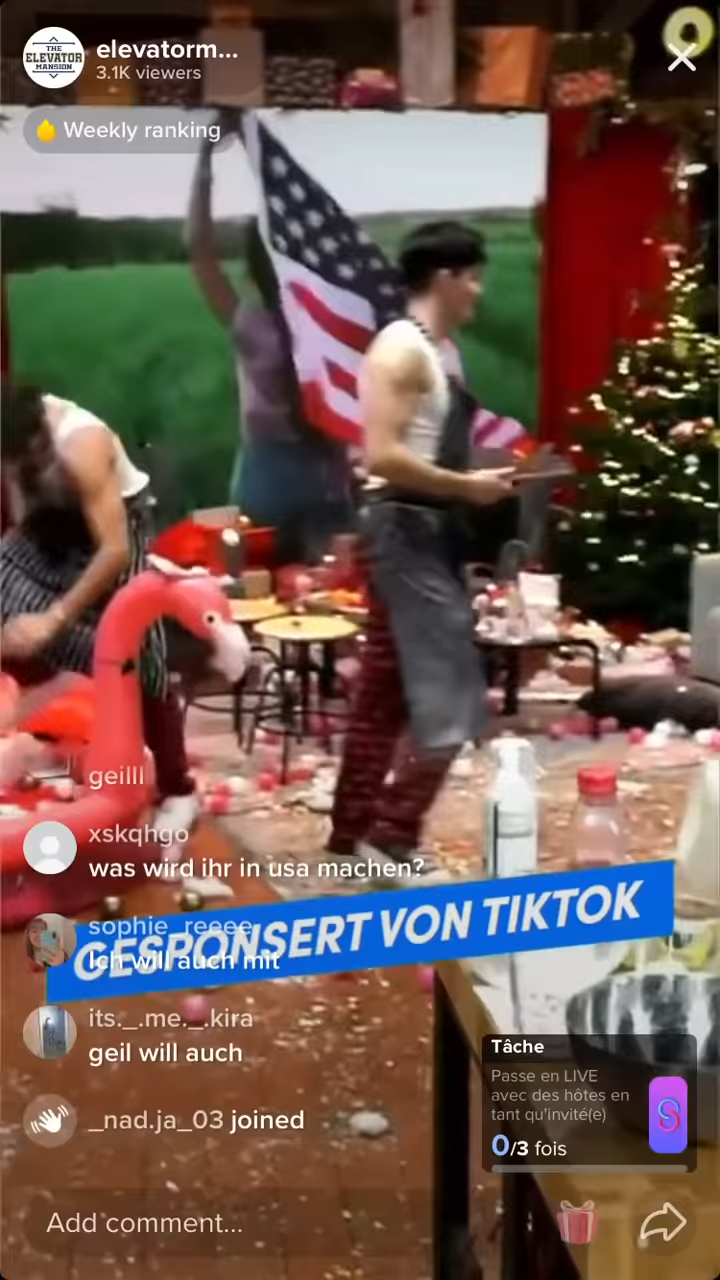 THE
ELEVATOR
MANSION
elevatorm...
3.1K viewers
Weekly ranking
geilll
xskqhgo
was wird ihr in usa machen?
sophie_reeee_
GESPONSERT VON TIKTOK
Ich will auch mit
its._.me._.kira
geil will auch
_nad.ja_03 joined
Tâche
Passe en LIVE
avec des hôtes en
tant qu'invité(e)
0/3 fois
Add comment...